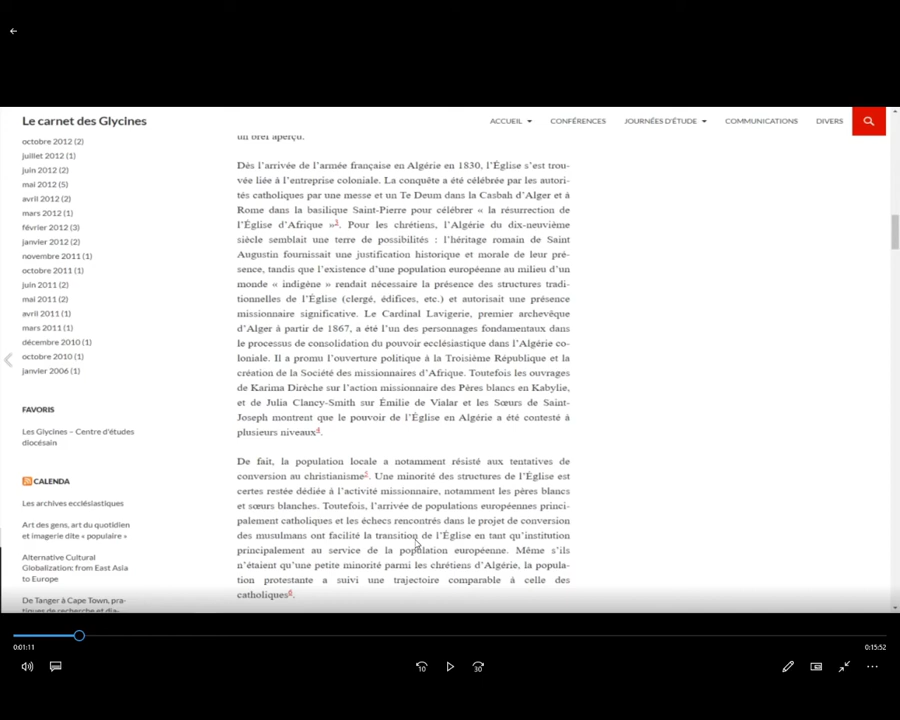 Le carnet des Glycines
ACCUEIL
CONFÉRENCES
JOURNÉES D'ÉTUDE
COMMUNICATIONS
DIVERS
octobre 2012 (2)
juillet 2012 (1)
juin 2012 (2)
mai 2012 (5)
avril 2012 (2)
mars 2012 (1)
février 2012 (3)
janvier 2012 (2)
novembre 2011 (1)
octobre 2011 (1)
juin 2011 (2)
mai 2011 (2)
avril 2011 (1)
mars 2011 (1)
décembre 2010 (1)
octobre 2010 (1)
janvier 2006 (1)
FAVORIS
Les Glycines – Centre d'études
diocésain
CALENDA
Les archives ecclésiastiques
Art des gens, art du quotidien
et imagerie dite « populaire »
Alternative Cultural
Globalization: from East Asia
to Europe
De Tanger à Cape Town, pra-
tiques de recherche et dia-
un bref aperçu.
Dès l'arrivée de l'armée française en Algérie en 1830, l'Église s'est trou-
vée liée à l'entreprise coloniale. La conquête a été célébrée par les autori-
tés catholiques par une messe et un Te Deum dans la Casbah d'Alger et à
Rome dans la basilique Saint-Pierre pour célébrer « la résurrection de
l'Église d'Afrique »3. Pour les chrétiens, l'Algérie du dix-neuvième
siècle semblait une terre de possibilités : l'héritage romain de Saint
Augustin fournissait une justification historique et morale de leur pré-
sence, tandis que l'existence d'une population européenne au milieu d'un
monde « indigène » rendait nécessaire la présence des structures tradi-
tionnelles de l'Église (clergé, édifices, etc.) et autorisait une présence
missionnaire significative. Le Cardinal Lavigerie, premier archevêque
d'Alger à partir de 1867, a été l'un des personnages fondamentaux dans
le processus de consolidation du pouvoir ecclésiastique dans l'Algérie co-
loniale. Il a promu l'ouverture politique à la Troisième République et la
création de la Société des missionnaires d'Afrique. Toutefois les ouvrages
de Karima Dirèche sur l'action missionnaire des Pères blancs en Kabylie,
et de Julia Clancy-Smith sur Émilie de Vialar et les Sœurs de Saint-
Joseph montrent que le pouvoir de l'Église en Algérie a été contesté à
plusieurs niveaux4.
De fait, la population locale a notamment résisté aux tentatives de
conversion au christianisme5. Une minorité des structures de l'Église est
certes restée dédiée à l'activité missionnaire, notamment les pères blancs
et sœurs blanches. Toutefois, l'arrivée de populations européennes princi-
palement catholiques et les échecs rencontrés dans le projet de conversion
des musulmans ont facilité la transition de l'Église en tant qu'institution
principalement au service de la population européenne. Même s'ils
n'étaient qu'une petite minorité parmi les chrétiens d'Algérie, la popula-
tion protestante a suivi une trajectoire comparable à celle des
catholiques6.
0:01:11
0:15:52
10
30